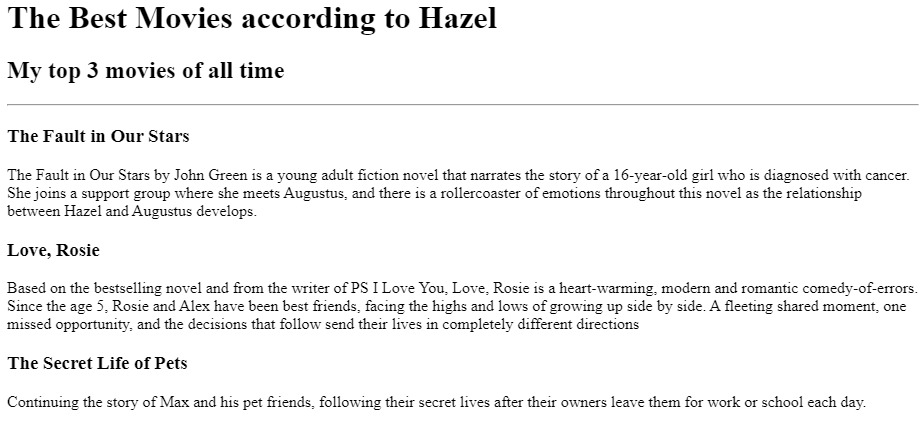 The Best Movies according to Hazel
My top 3 movies of all time
The Fault in Our Stars
The Fault in Our Stars by John Green is a young adult fiction novel that narrates the story of a 16-year-old girl who is diagnosed with cancer.
She joins a support group where she meets Augustus, and there is a rollercoaster of emotions throughout this novel as the relationship
between Hazel and Augustus develops.
Love, Rosie
Based on the bestselling novel and from the writer of PS I Love You, Love, Rosie is a heart-warming, modern and romantic comedy-of-errors.
Since the age 5, Rosie and Alex have been best friends, facing the highs and lows of growing up side by side. A fleeting shared moment, one
missed opportunity, and the decisions that follow send their lives in completely different directions
The Secret Life of Pets
Continuing the story of Max and his pet friends, following their secret lives after their owners leave them for work or school each day.